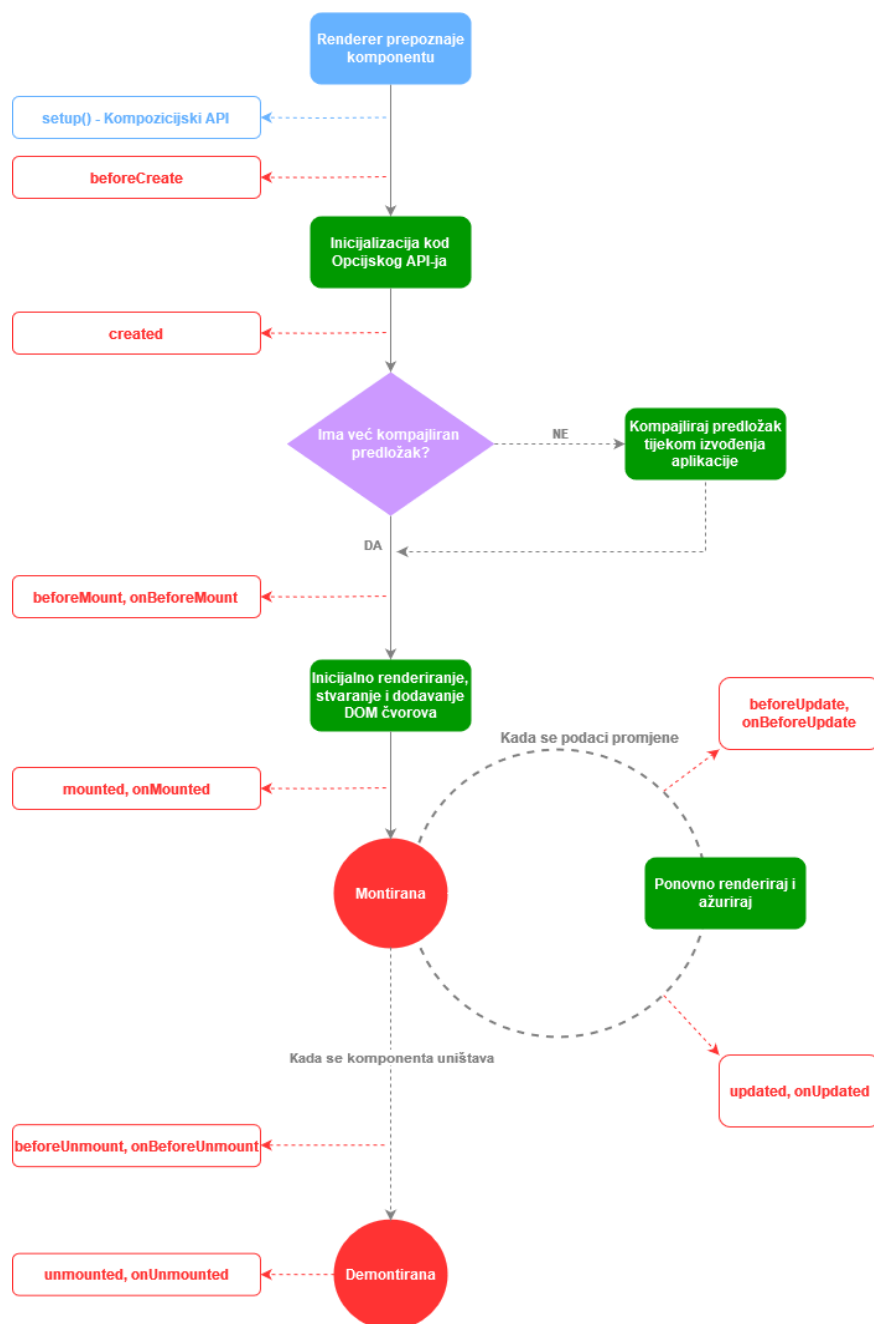 Renderer prepoznaje
komponentu
setup() - Kompozicijski API
beforeCreate
Inicijalizacija kod
Opcijskog API-ja
created
Ima već kompajliran
predložak?
NE
Kompajliraj predložak
tijekom izvođenja
aplikacije
DA
beforeMount, onBeforeMount
Inicijalno renderiranje,
stvaranje i dodavanje
DOM čvorova
beforeUpdate,
onBeforeUpdate
Kada se podaci promjene
mounted, onMounted
Montirana
Ponovno renderiraj i
ažuriraj
Kada se komponenta uništava
updated, onUpdated
beforeUnmount, onBeforeUnmount
unmounted, onUnmounted
Demontirana